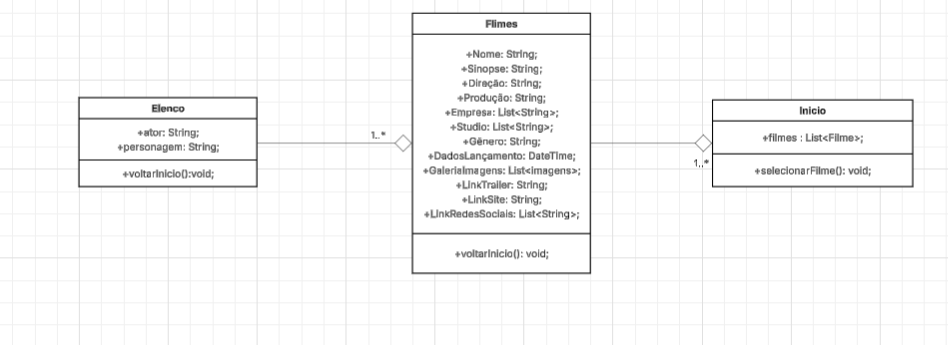 Elenco
+ator: String;
+personagem: String;
+voltarInicio():void;
1..*
Flimes
+Nome: String;
+Sinopse: String;
+Direção: String;
+Produção: String;
+Empresa: List<String>;
+Studio: List<String>;
+Gênero: String;
+DadosLançamento: DateTime;
+GaleriaImagens: List<imagens>;
+LinkTrailer: String;
+LinkSite: String;
+LinkRedesSociais: List<String>;
+voltarInicio(): void;
1..*
Inicio
+filmes : List<Filme>;
+selecionarFilme(): void;